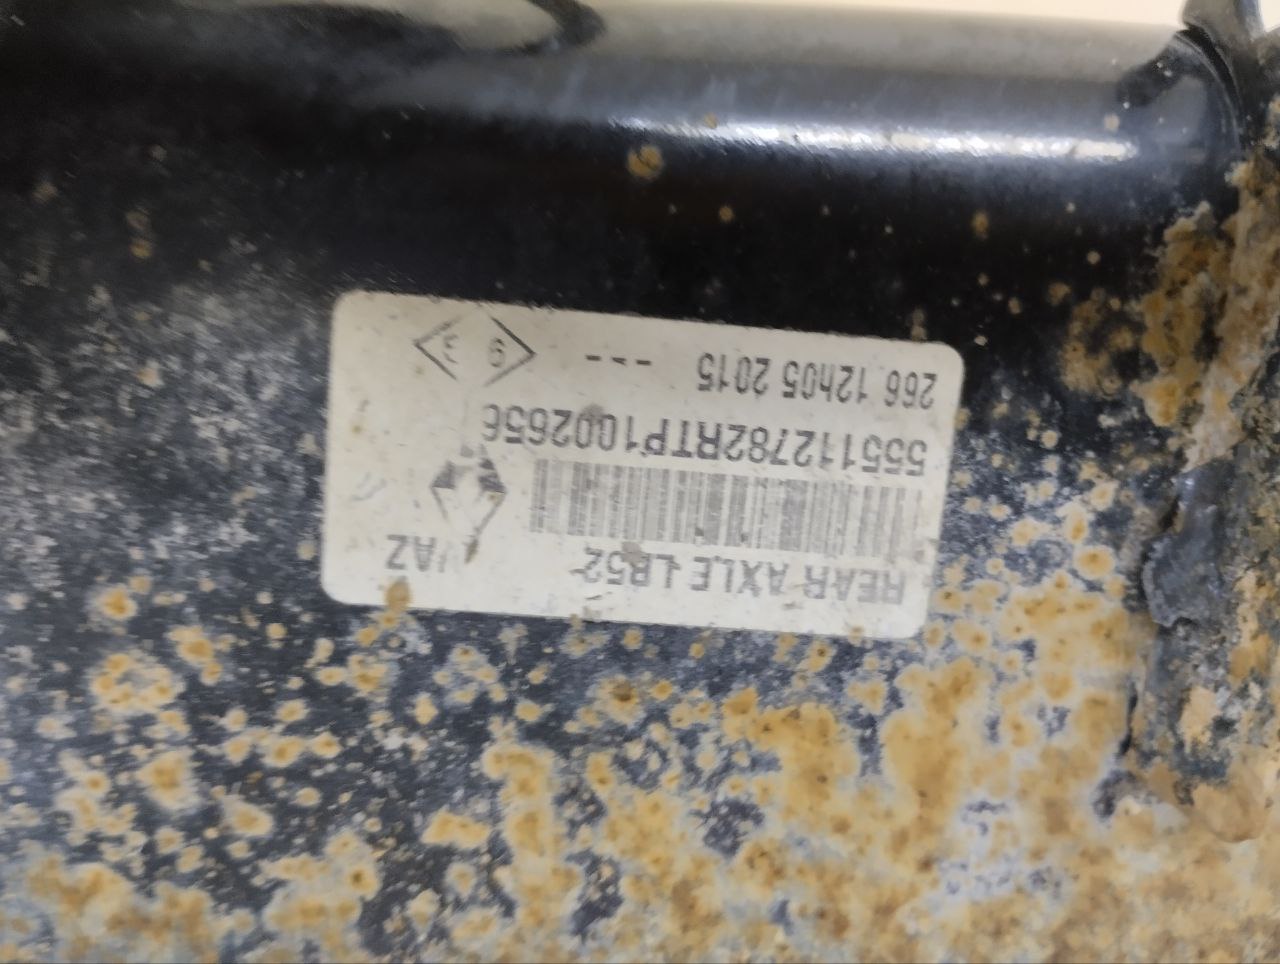 REAR AXLE LB52
555112782RTP1002656
266 12h05 2015 ---